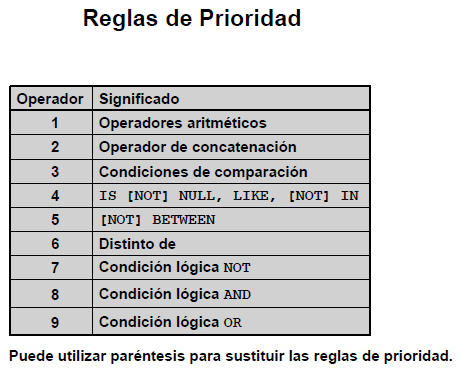 Reglas de Prioridad
Operador Significado
1 Operadores aritméticos
2 Operador de concatenación
3 Condiciones de comparación
4 IS [NOT] NULL, LIKE, [NOT] IN
5 [NOT] BETWEEN
6 Distinto de
7 Condición lógica NOT
8 Condición lógica AND
9 Condición lógica OR
Puede utilizar paréntesis para sustituir las reglas de prioridad.